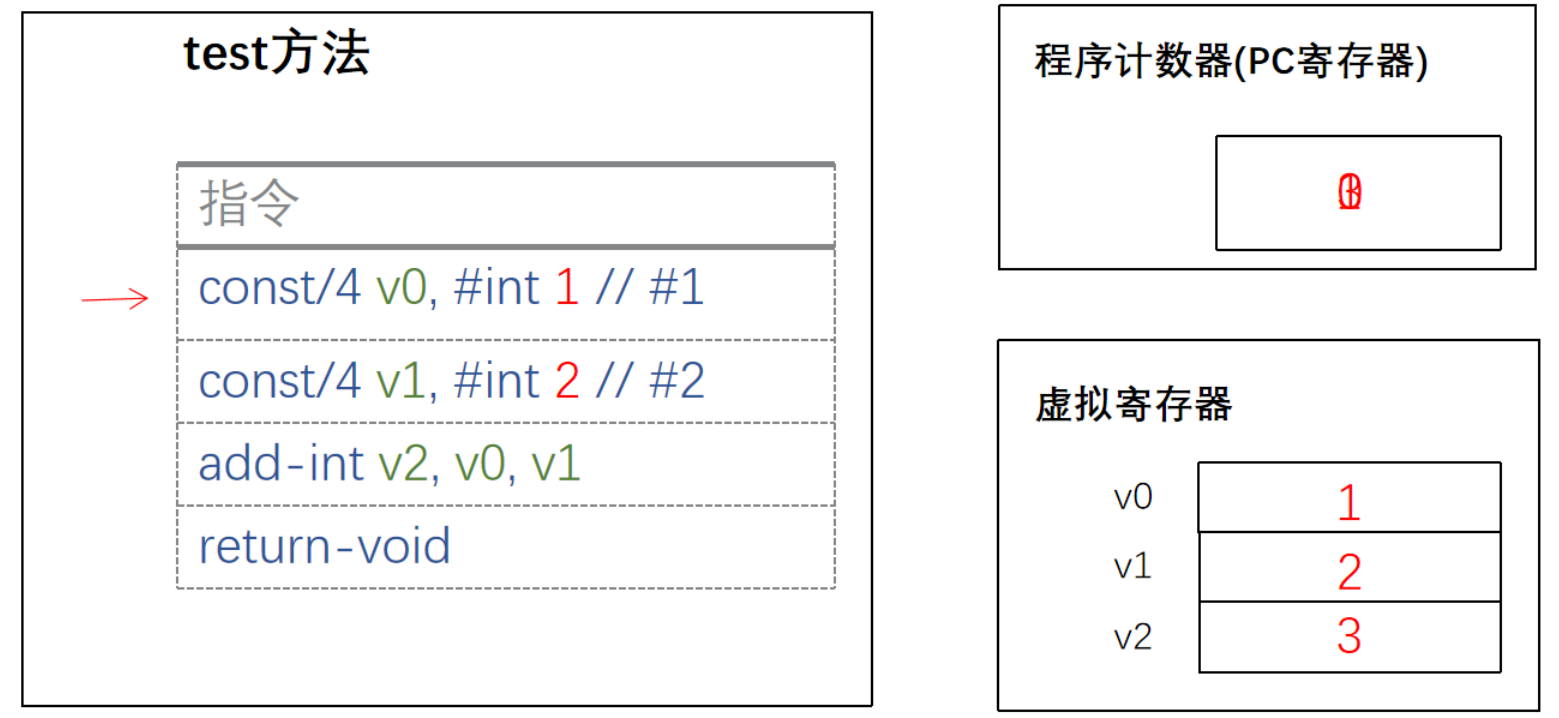 test方法
指令
const/4 v0, #int 1 // #1
const/4 v1, #int 2 // #2
add-int v2, v0, v1
return-void
程序计数器(PC寄存器)
虚拟寄存器
v0 1
v1 2
v2 3